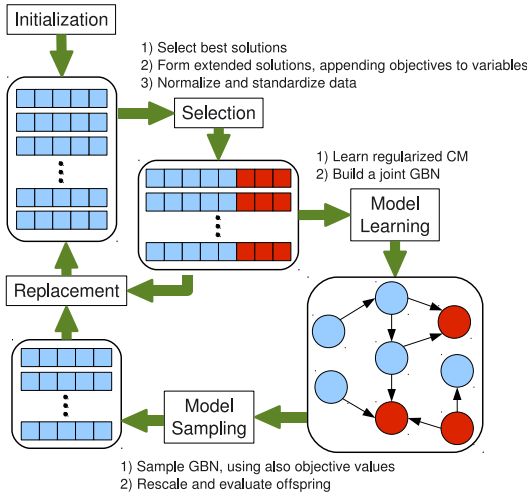 Initialization
1) Select best solutions
2) Form extended solutions, appending objectives to variables
3) Normalize and standardize data
Selection
1) Learn regularized CM
2) Build a joint GBN
Model
Learning
Replacement
Model
Sampling
1) Sample GBN, using also objective values
2) Rescale and evaluate offspring